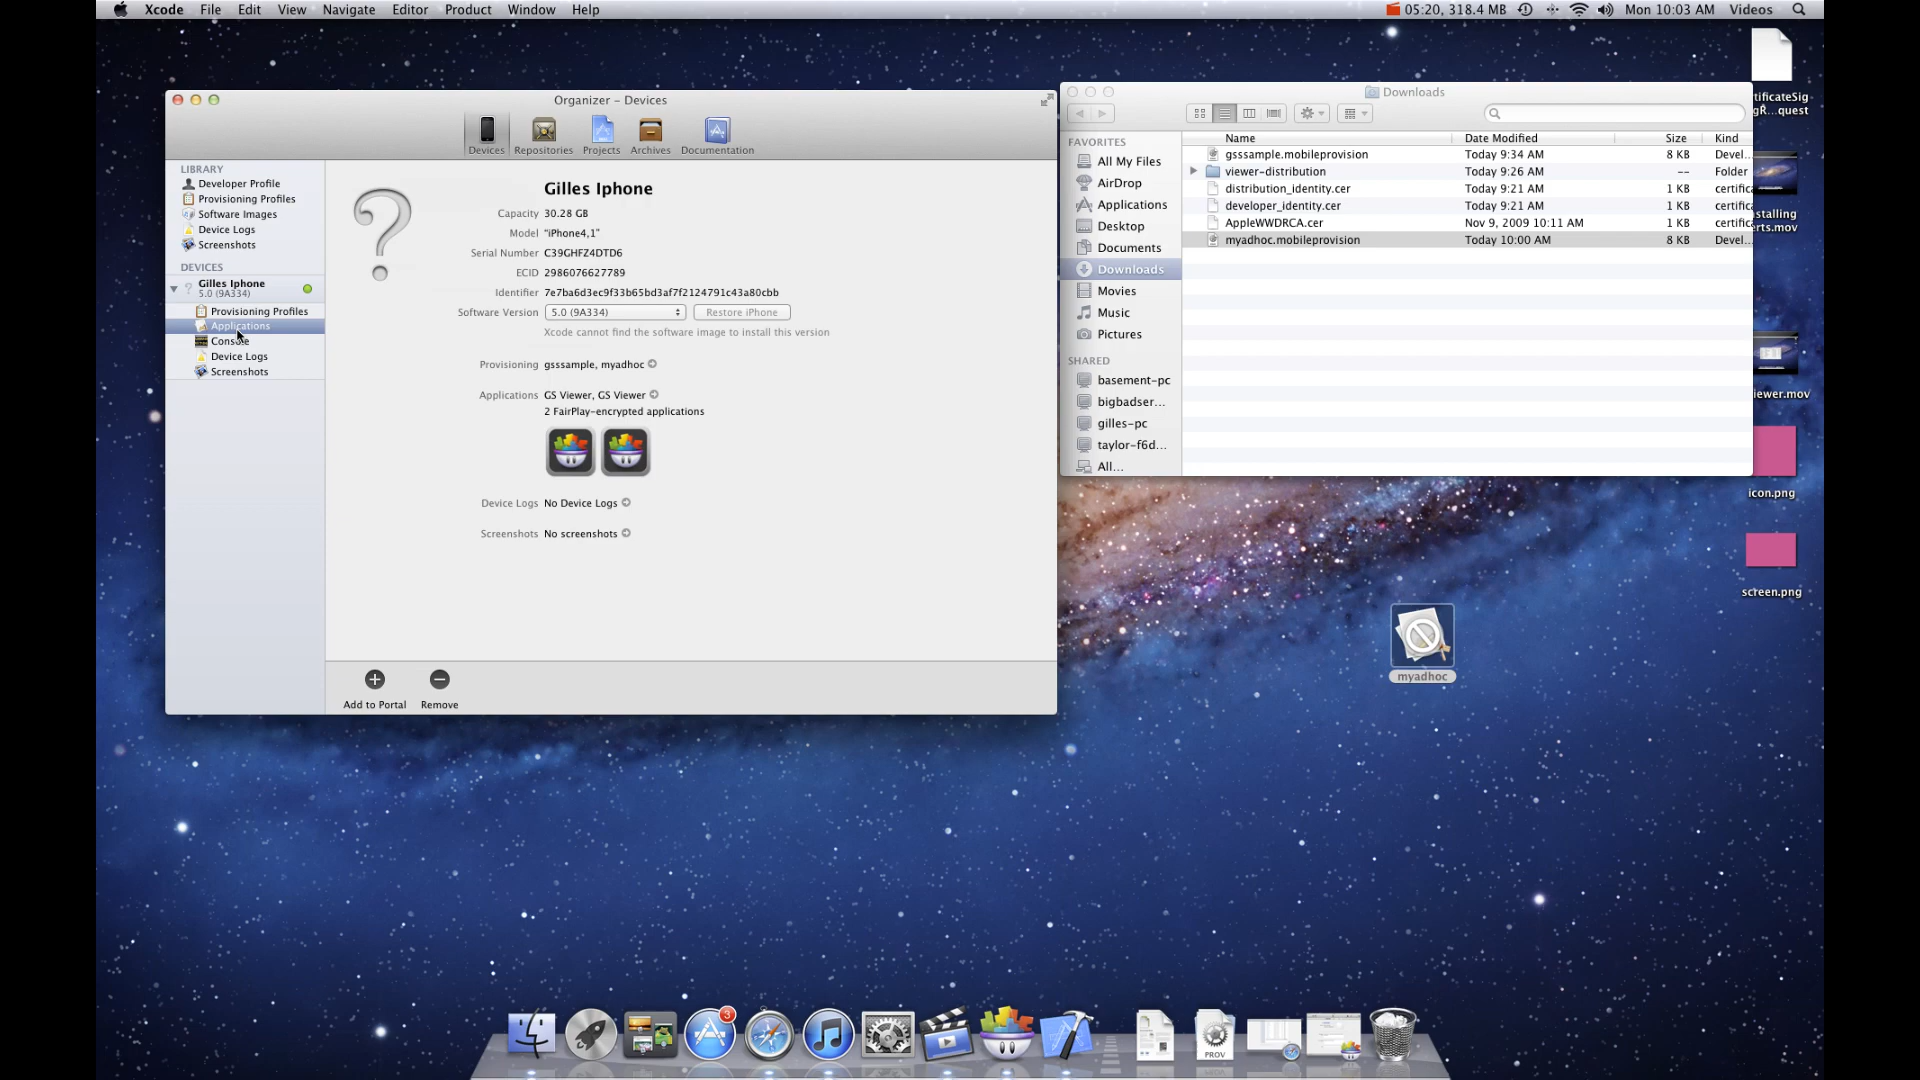 Xcode File Edit View Navigate Editor Product Window Help
05:20, 318.4 MB Mon 10:03 AM Videos
Organizer – Devices
Devices Repositories Projects Archives Documentation
LIBRARY
Developer Profile
Provisioning Profiles
Software Images
Device Logs
Screenshots
DEVICES
Gilles Iphone
5.0 (9A334)
Provisioning Profiles
Applications
Console
Device Logs
Screenshots
Gilles Iphone
Capacity 30.28 GB
Model "iPhone4,1"
Serial Number C39GHFZ4DTD6
ECID 2986076627789
Identifier 7e7ba6d3ec9f33b65bd3af7f2124791c43a80cbb
Software Version 5.0 (9A334) Restore iPhone
Xcode cannot find the software image to install this version
Provisioning gsssample, myadhoc
Applications GS Viewer, GS Viewer
2 FairPlay-encrypted applications
Device Logs No Device Logs
Screenshots No screenshots
Add to Portal Remove
Downloads
FAVORITES
All My Files
AirDrop
Applications
Desktop
Documents
Downloads
Movies
Music
Pictures
SHARED
basement-pc
bigbadser...
gilles-pc
taylor-f6d...
All...
Name Date Modified Size Kind
gsssample.mobileprovision Today 9:34 AM 8 KB Devel...
viewer-distribution Today 9:26 AM -- Folder
distribution_identity.cer Today 9:21 AM 1 KB certific
developer_identity.cer Today 9:21 AM 1 KB certific
AppleWWDRCA.cer Nov 9, 2009 10:11 AM 1 KB certific
myadhoc.mobileprovision Today 10:00 AM 8 KB Devel...
tificateSig
gR...quest
stalling
erts.mov
iewer.mov
icon.png
screen.png
myadhoc
3
PROV